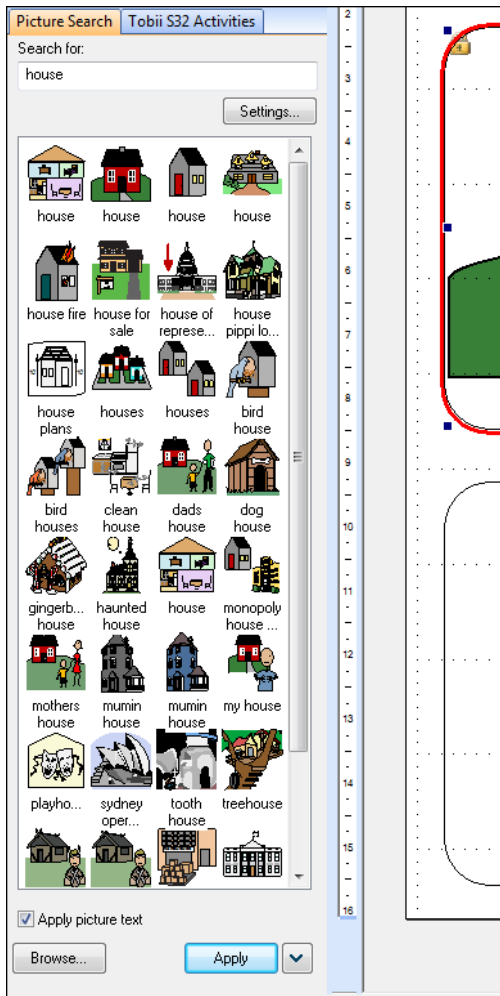 Picture Search
Tobii S32 Activities
Search for:
house
Settings...
house
house
house
house
house fire
house for
sale
house of
represe...
house
pippi lo...
house
plans
houses
houses
bird
house
bird
houses
clean
house
dads
house
dog
house
gingerb...
house
haunted
house
house
monopoly
house ...
mothers
house
mumin
house
mumin
house
my house
playho...
sydney
oper...
tooth
house
treehouse
Apply picture text
Browse...
Apply
2
3
4
5
6
7
8
9
10
11
12
13
14
15
16